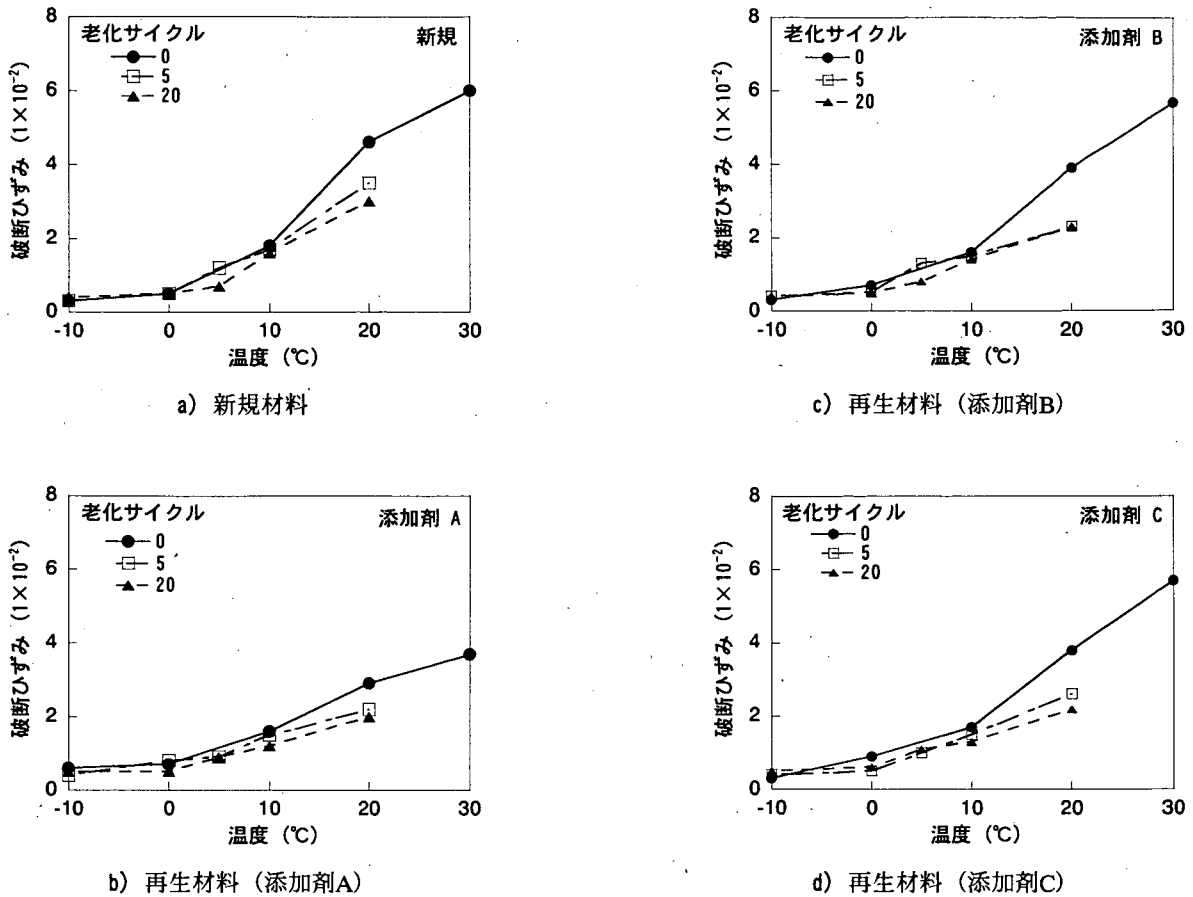 老化サイクル
0
5
20
新規
破断ひずみ (1×10⁻²)
8
6
4
2
0
-10 0 10 20 30
温度 (℃)
a) 新規材料
老化サイクル
0
5
20
添加剤 B
破断ひずみ (1×10⁻²)
8
6
4
2
0
-10 0 10 20 30
温度 (℃)
c) 再生材料 (添加剤B)
老化サイクル
0
5
20
添加剤 A
破断ひずみ (1×10⁻²)
8
6
4
2
0
-10 0 10 20 30
温度 (℃)
b) 再生材料 (添加剤A)
老化サイクル
0
5
20
添加剤 C
破断ひずみ (1×10⁻²)
8
6
4
2
0
-10 0 10 20 30
温度 (℃)
d) 再生材料 (添加剤C)